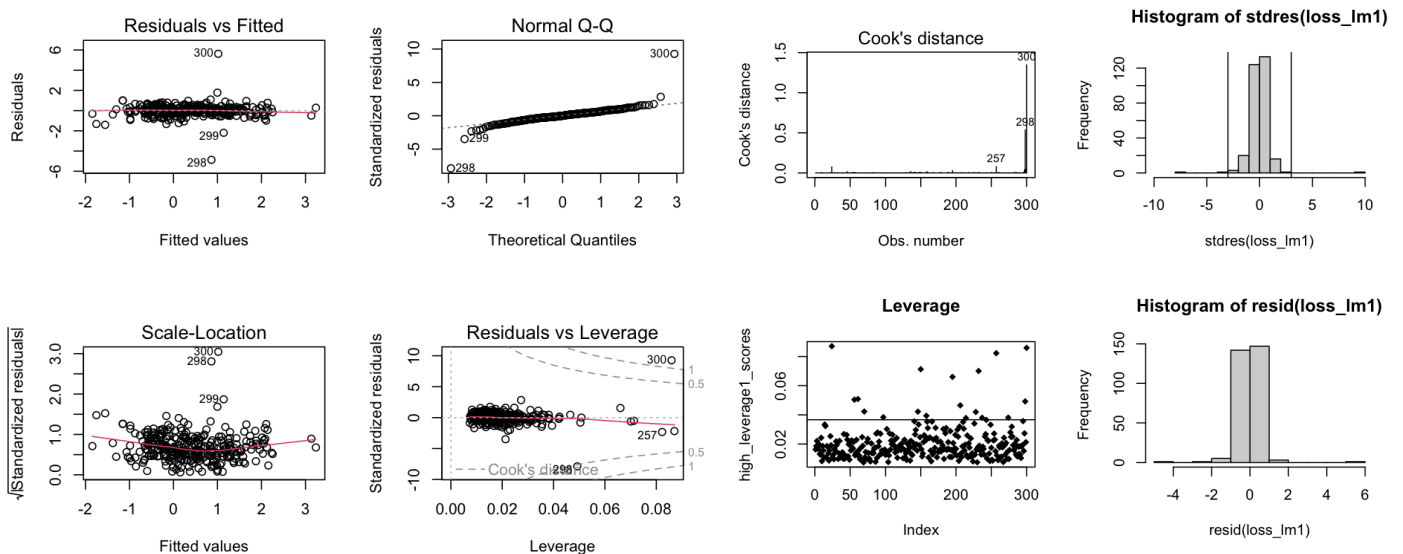 Residuals vs Fitted
Residuals
6
2
-2
-6
300
299
298
-2 -1 0 1 2 3
Fitted values
Normal Q-Q
Standardized residuals
10
5
0
-5
300
299
298
-3 -2 -1 0 1 2 3
Theoretical Quantiles
Cook's distance
Cook's distance
1.5
1.0
0.5
0.0
300
298
257
0 50 100 200 300
Obs. number
Histogram of stdres(loss_lm1)
Frequency
120
80
40
0
-10 -5 0 5 10
stdres(loss_lm1)
Scale-Location
√|Standardized residuals|
3.0
2.0
1.0
0.0
300
298
299
-2 -1 0 1 2 3
Fitted values
Residuals vs Leverage
Standardized residuals
10
5
0
-10
300
257
298
Cook's distance
1
0.5
0.5
1
0.00 0.02 0.04 0.06 0.08
Leverage
Leverage
high_leverage1_scores
0.06
0.02
0 50 100 200 300
Index
Histogram of resid(loss_lm1)
Frequency
150
100
50
0
-4 -2 0 2 4 6
resid(loss_lm1)